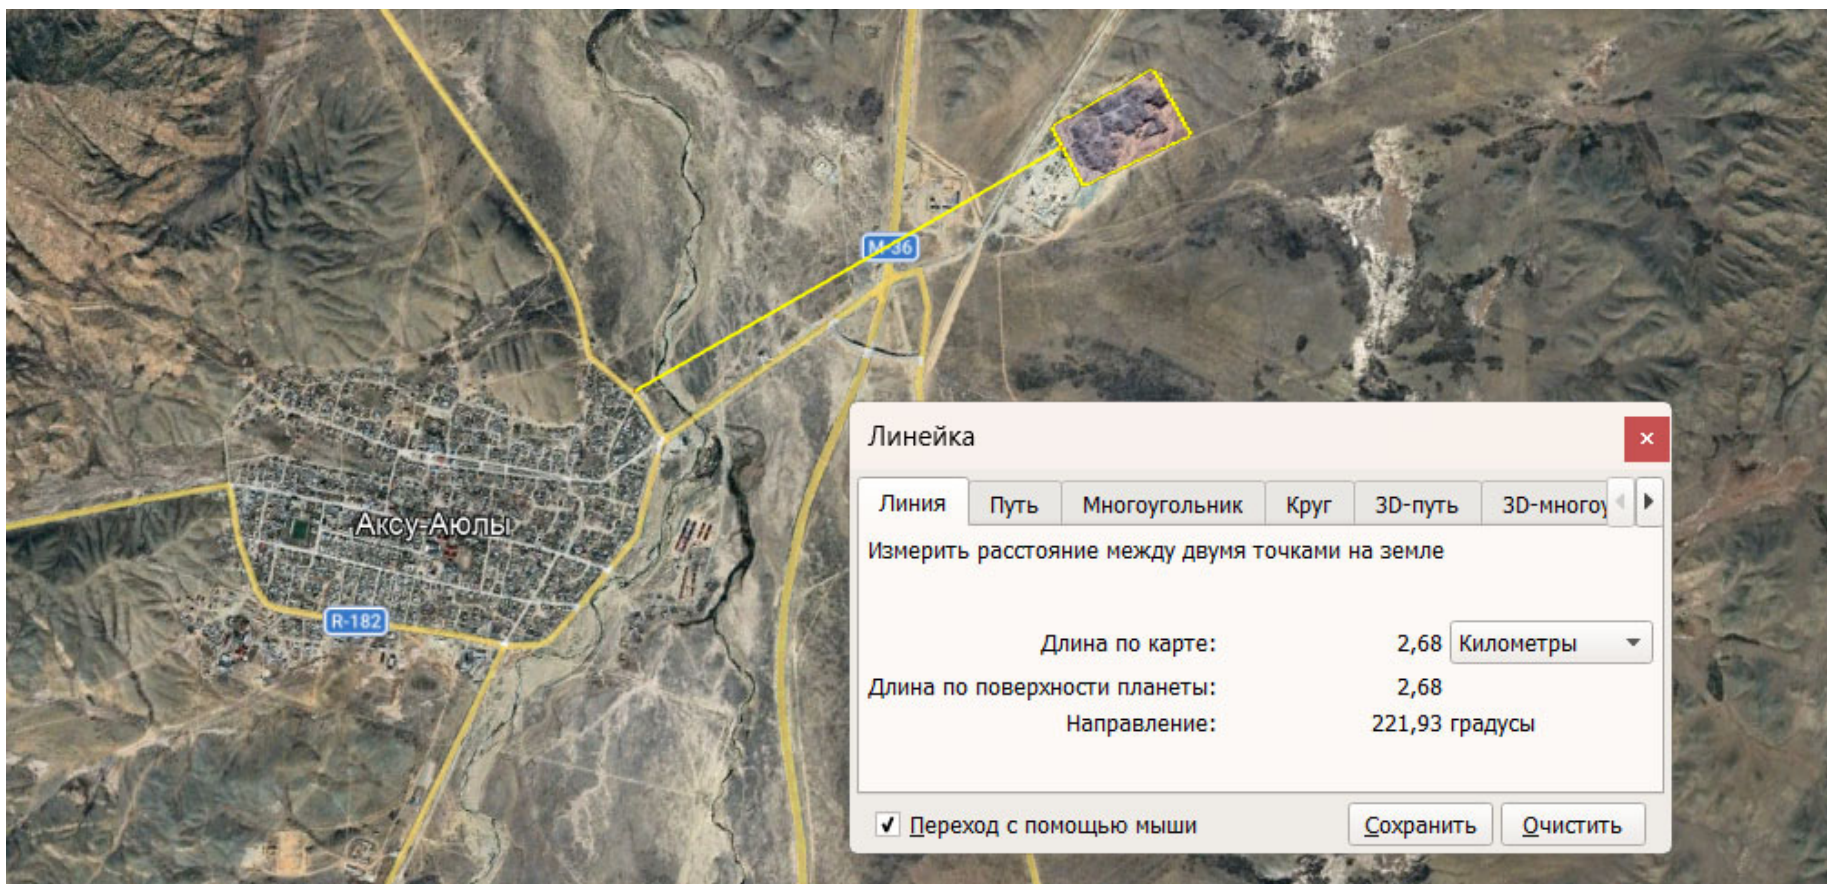 М-36
Линейка
Линия Путь Многоугольник Круг 3D-путь 3D-многоу
Аксу-Аюлы
Измерить расстояние между двумя точками на земле
R-182
Длина по карте: 2,68 Километры
Длина по поверхности планеты: 2,68
Направление: 221,93 градусы
Переход с помощью мыши Сохранить Очистить